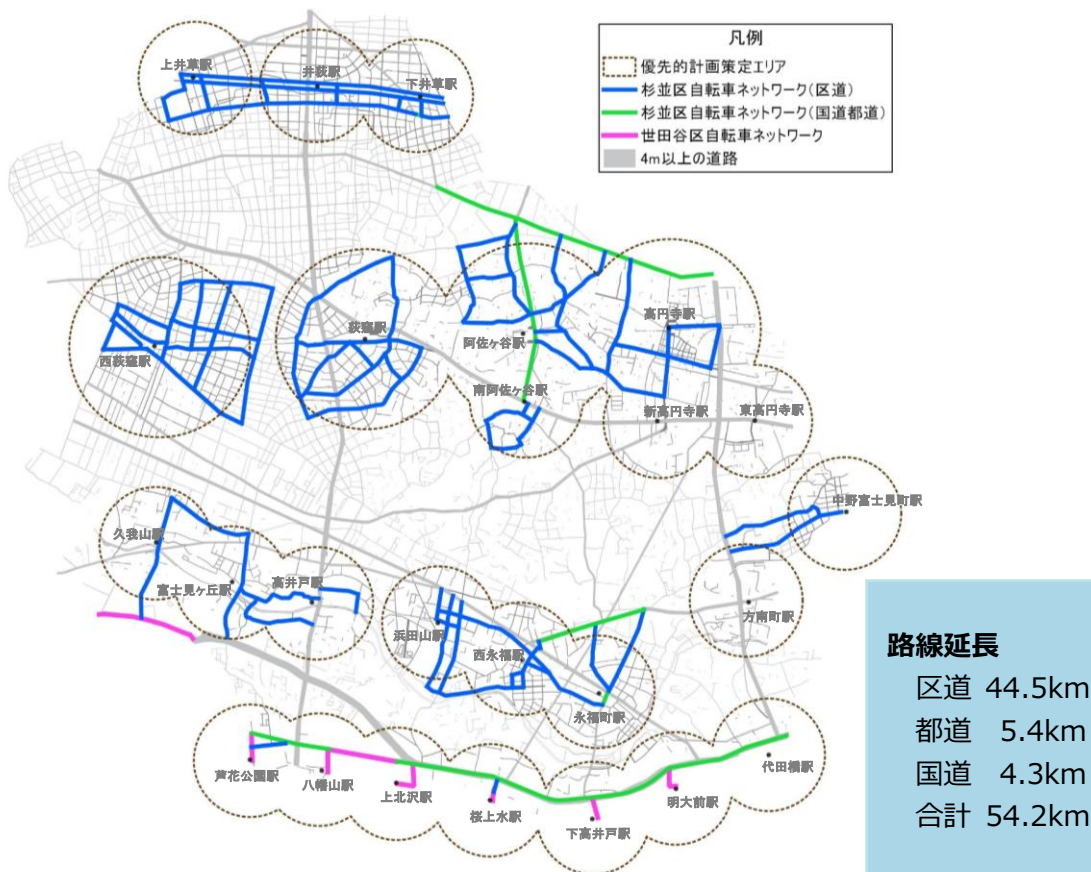 凡例
優先的計画策定エリア
杉並区自転車ネットワーク(区道)
杉並区自転車ネットワーク(国道都道)
世田谷区自転車ネットワーク
4m以上の道路
上井草駅
井荻駅
下井草駅
高円寺駅
荻窪駅
阿佐ヶ谷駅
西荻窪駅
南阿佐ヶ谷駅
新高円寺駅
東高円寺駅
中野富士見町駅
久我山駅
富士見ヶ丘駅
高井戸駅
方南町駅
浜田山駅
西永福駅
永福町駅
代田橋駅
芦花公園駅
八幡山駅
上北沢駅
明大前駅
桜上水駅
下高井戸駅
路線延長
区道 44.5km
都道 5.4km
国道 4.3km
合計 54.2km